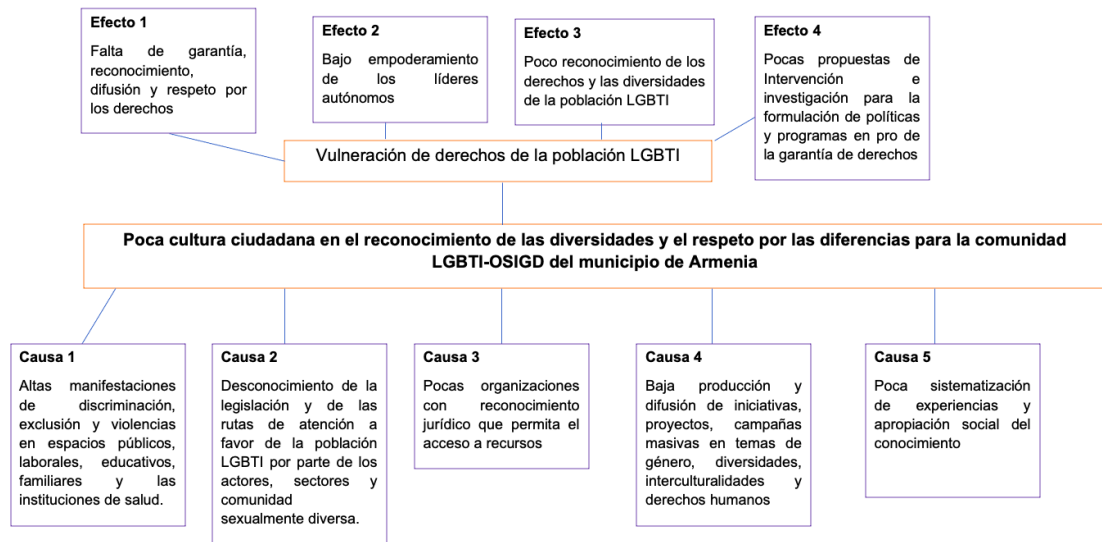 Efecto 1
Falta de garantía,
reconocimiento,
difusión y respeto por
los derechos
Efecto 2
Bajo empoderamiento
de los líderes
autónomos
Efecto 3
Poco reconocimiento de los
derechos y las diversidades
de la población LGBTI
Efecto 4
Pocas propuestas de
Intervención e
investigación para la
formulación de políticas
y programas en pro de
la garantía de derechos
Vulneración de derechos de la población LGBTI
Poca cultura ciudadana en el reconocimiento de las diversidades y el respeto por las diferencias para la comunidad
LGBTI-OSIGD del municipio de Armenia
Causa 1
Altas manifestaciones
de discriminación,
exclusión y violencias
en espacios públicos,
laborales, educativos,
familiares y las
instituciones de salud.
Causa 2
Desconocimiento de la
legislación y de las
rutas de atención a
favor de la población
LGBTI por parte de los
actores, sectores y
comunidad
sexualmente diversa.
Causa 3
Pocas organizaciones
con reconocimiento
jurídico que permita el
acceso a recursos
Causa 4
Baja producción y
difusión de iniciativas,
proyectos, campañas
masivas en temas de
género, diversidades,
interculturalidades y
derechos humanos
Causa 5
Poca sistematización
de experiencias y
apropiación social del
conocimiento